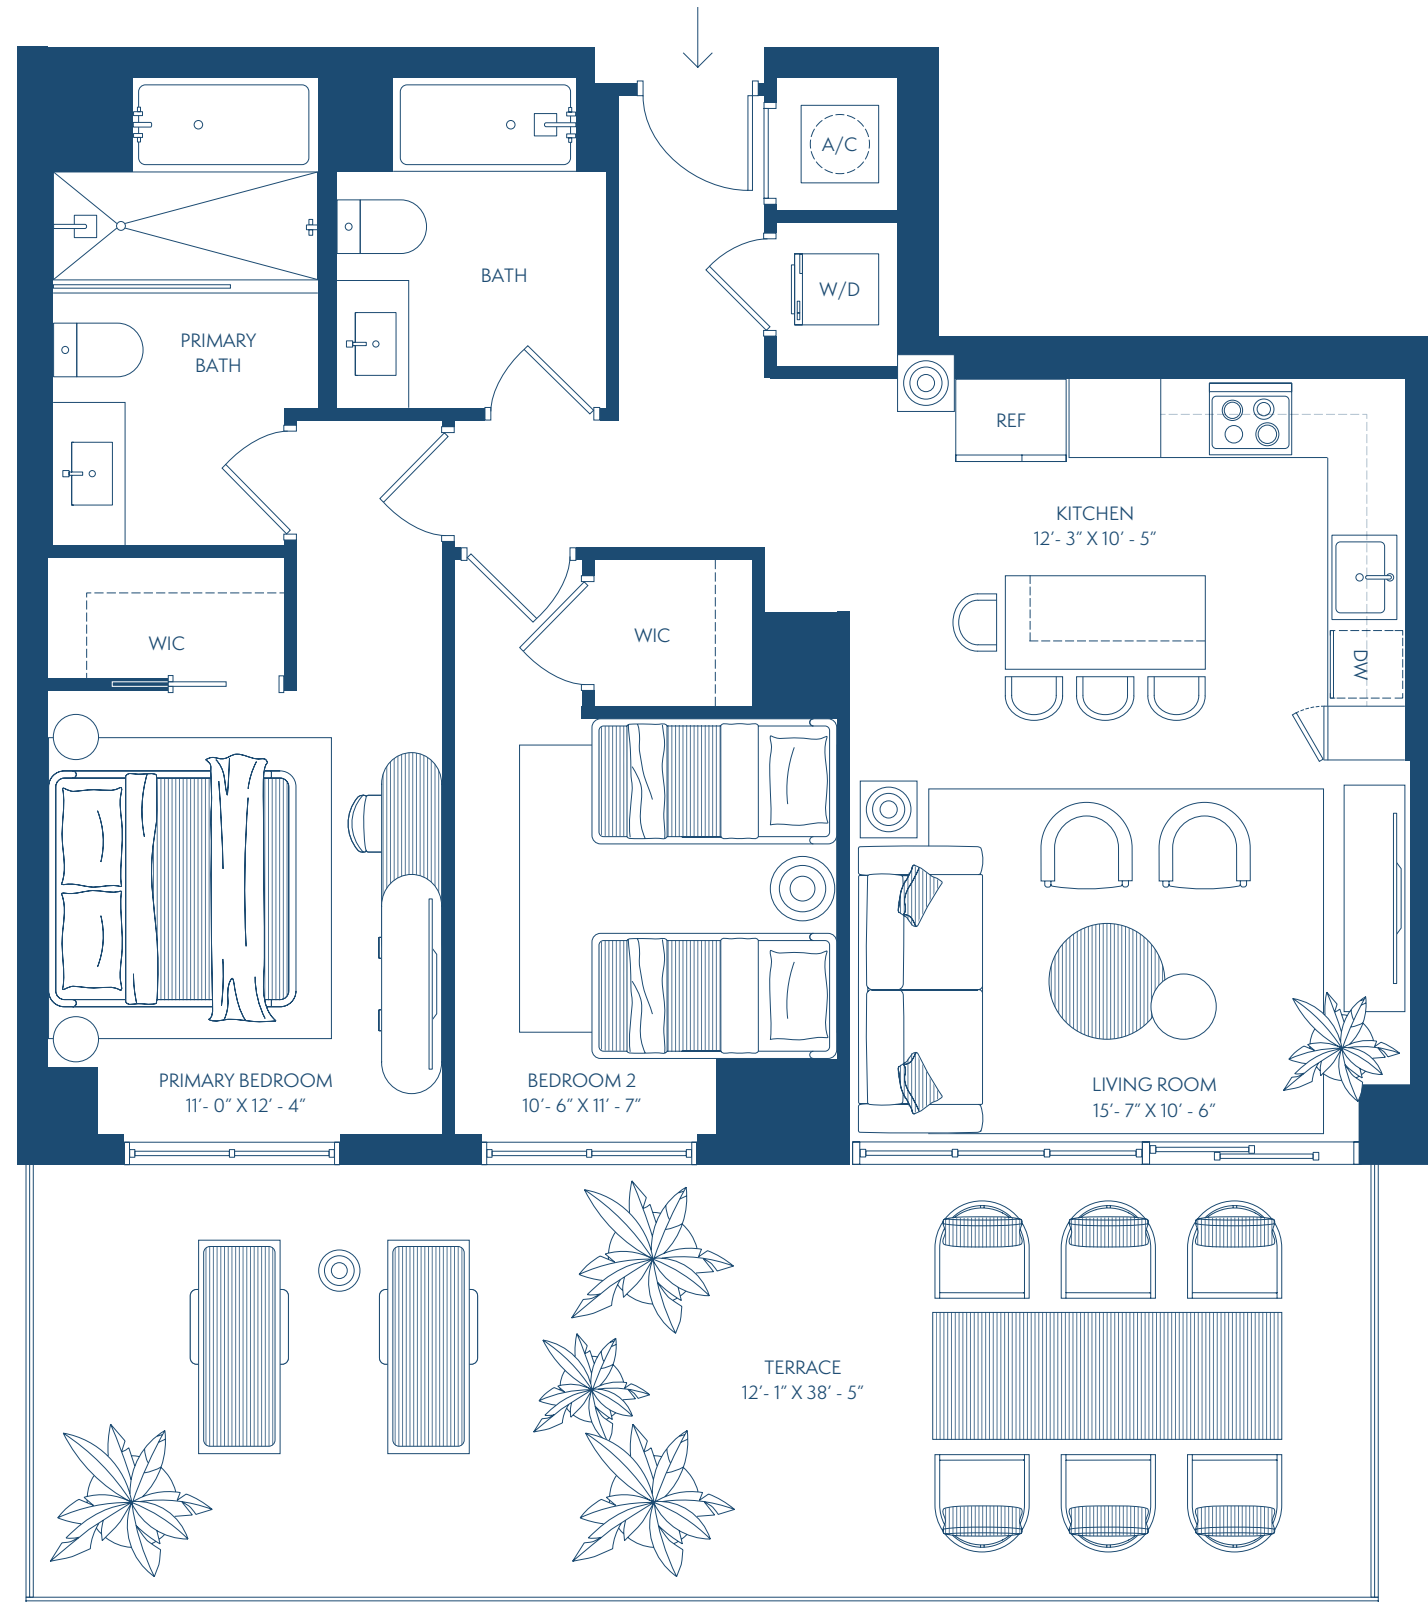 A/C
BATH
W/D
PRIMARY
BATH
REF
KITCHEN
12'- 3" X 10' - 5"
WIC
WIC
DW
PRIMARY BEDROOM
11'- 0" X 12' - 4"
BEDROOM 2
10'- 6" X 11' - 7"
LIVING ROOM
15'- 7" X 10' - 6"
TERRACE
12'- 1" X 38' - 5"